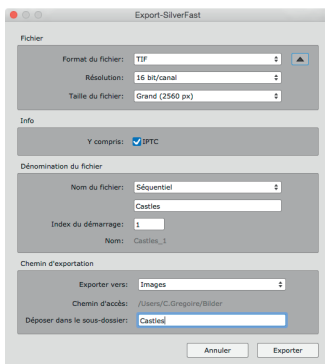 Export-SilverFast
Fichier
Format du fichier: TIF
Résolution: 16 bit/canal
Taille du fichier: Grand (2560 px)
Info
Y compris: IPTC
Dénomination du fichier
Nom du fichier: Séquentiel
Castles
Index du démarrage: 1
Nom: Castles_1
Chemin d'exportation
Exporter vers: Images
Chemin d'accès: /Users/C.Gregoire/Bilder
Déposer dans le sous-dossier: Castles
Annuler Exporter